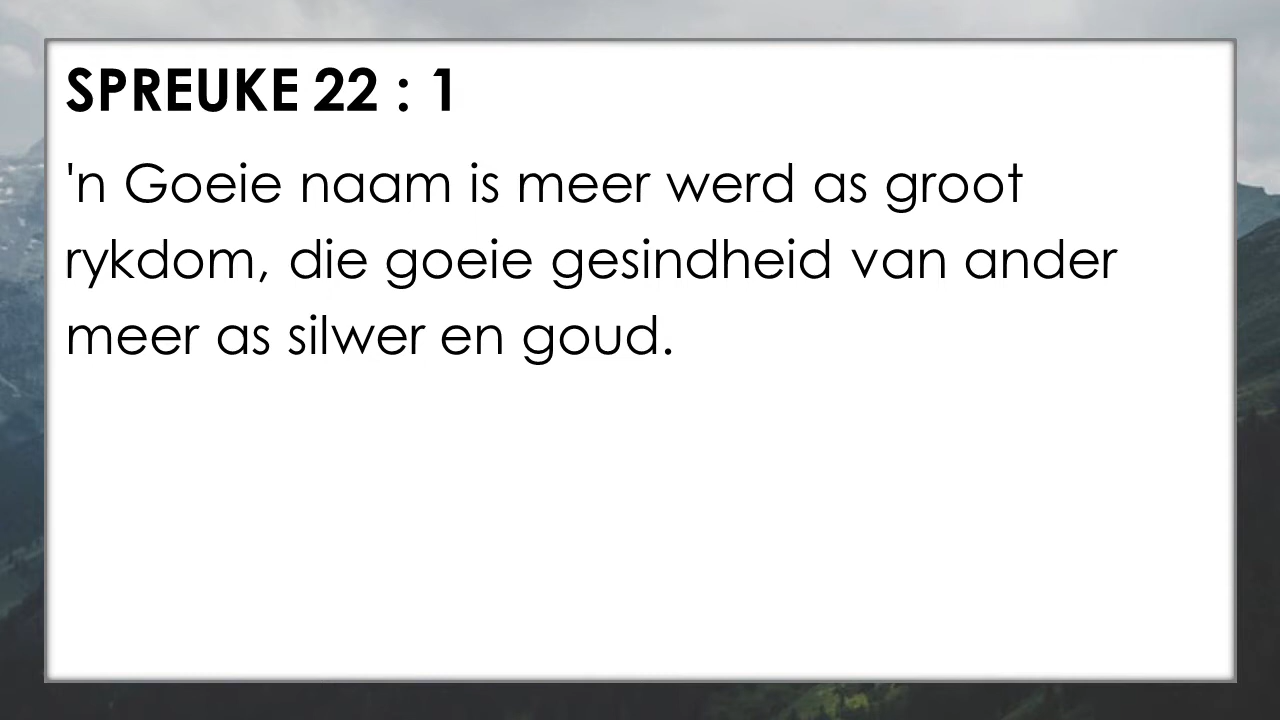 SPREUKE 22 : 1
'n Goeie naam is meer werd as groot
rykdom, die goeie gesindheid van ander
meer as silwer en goud.